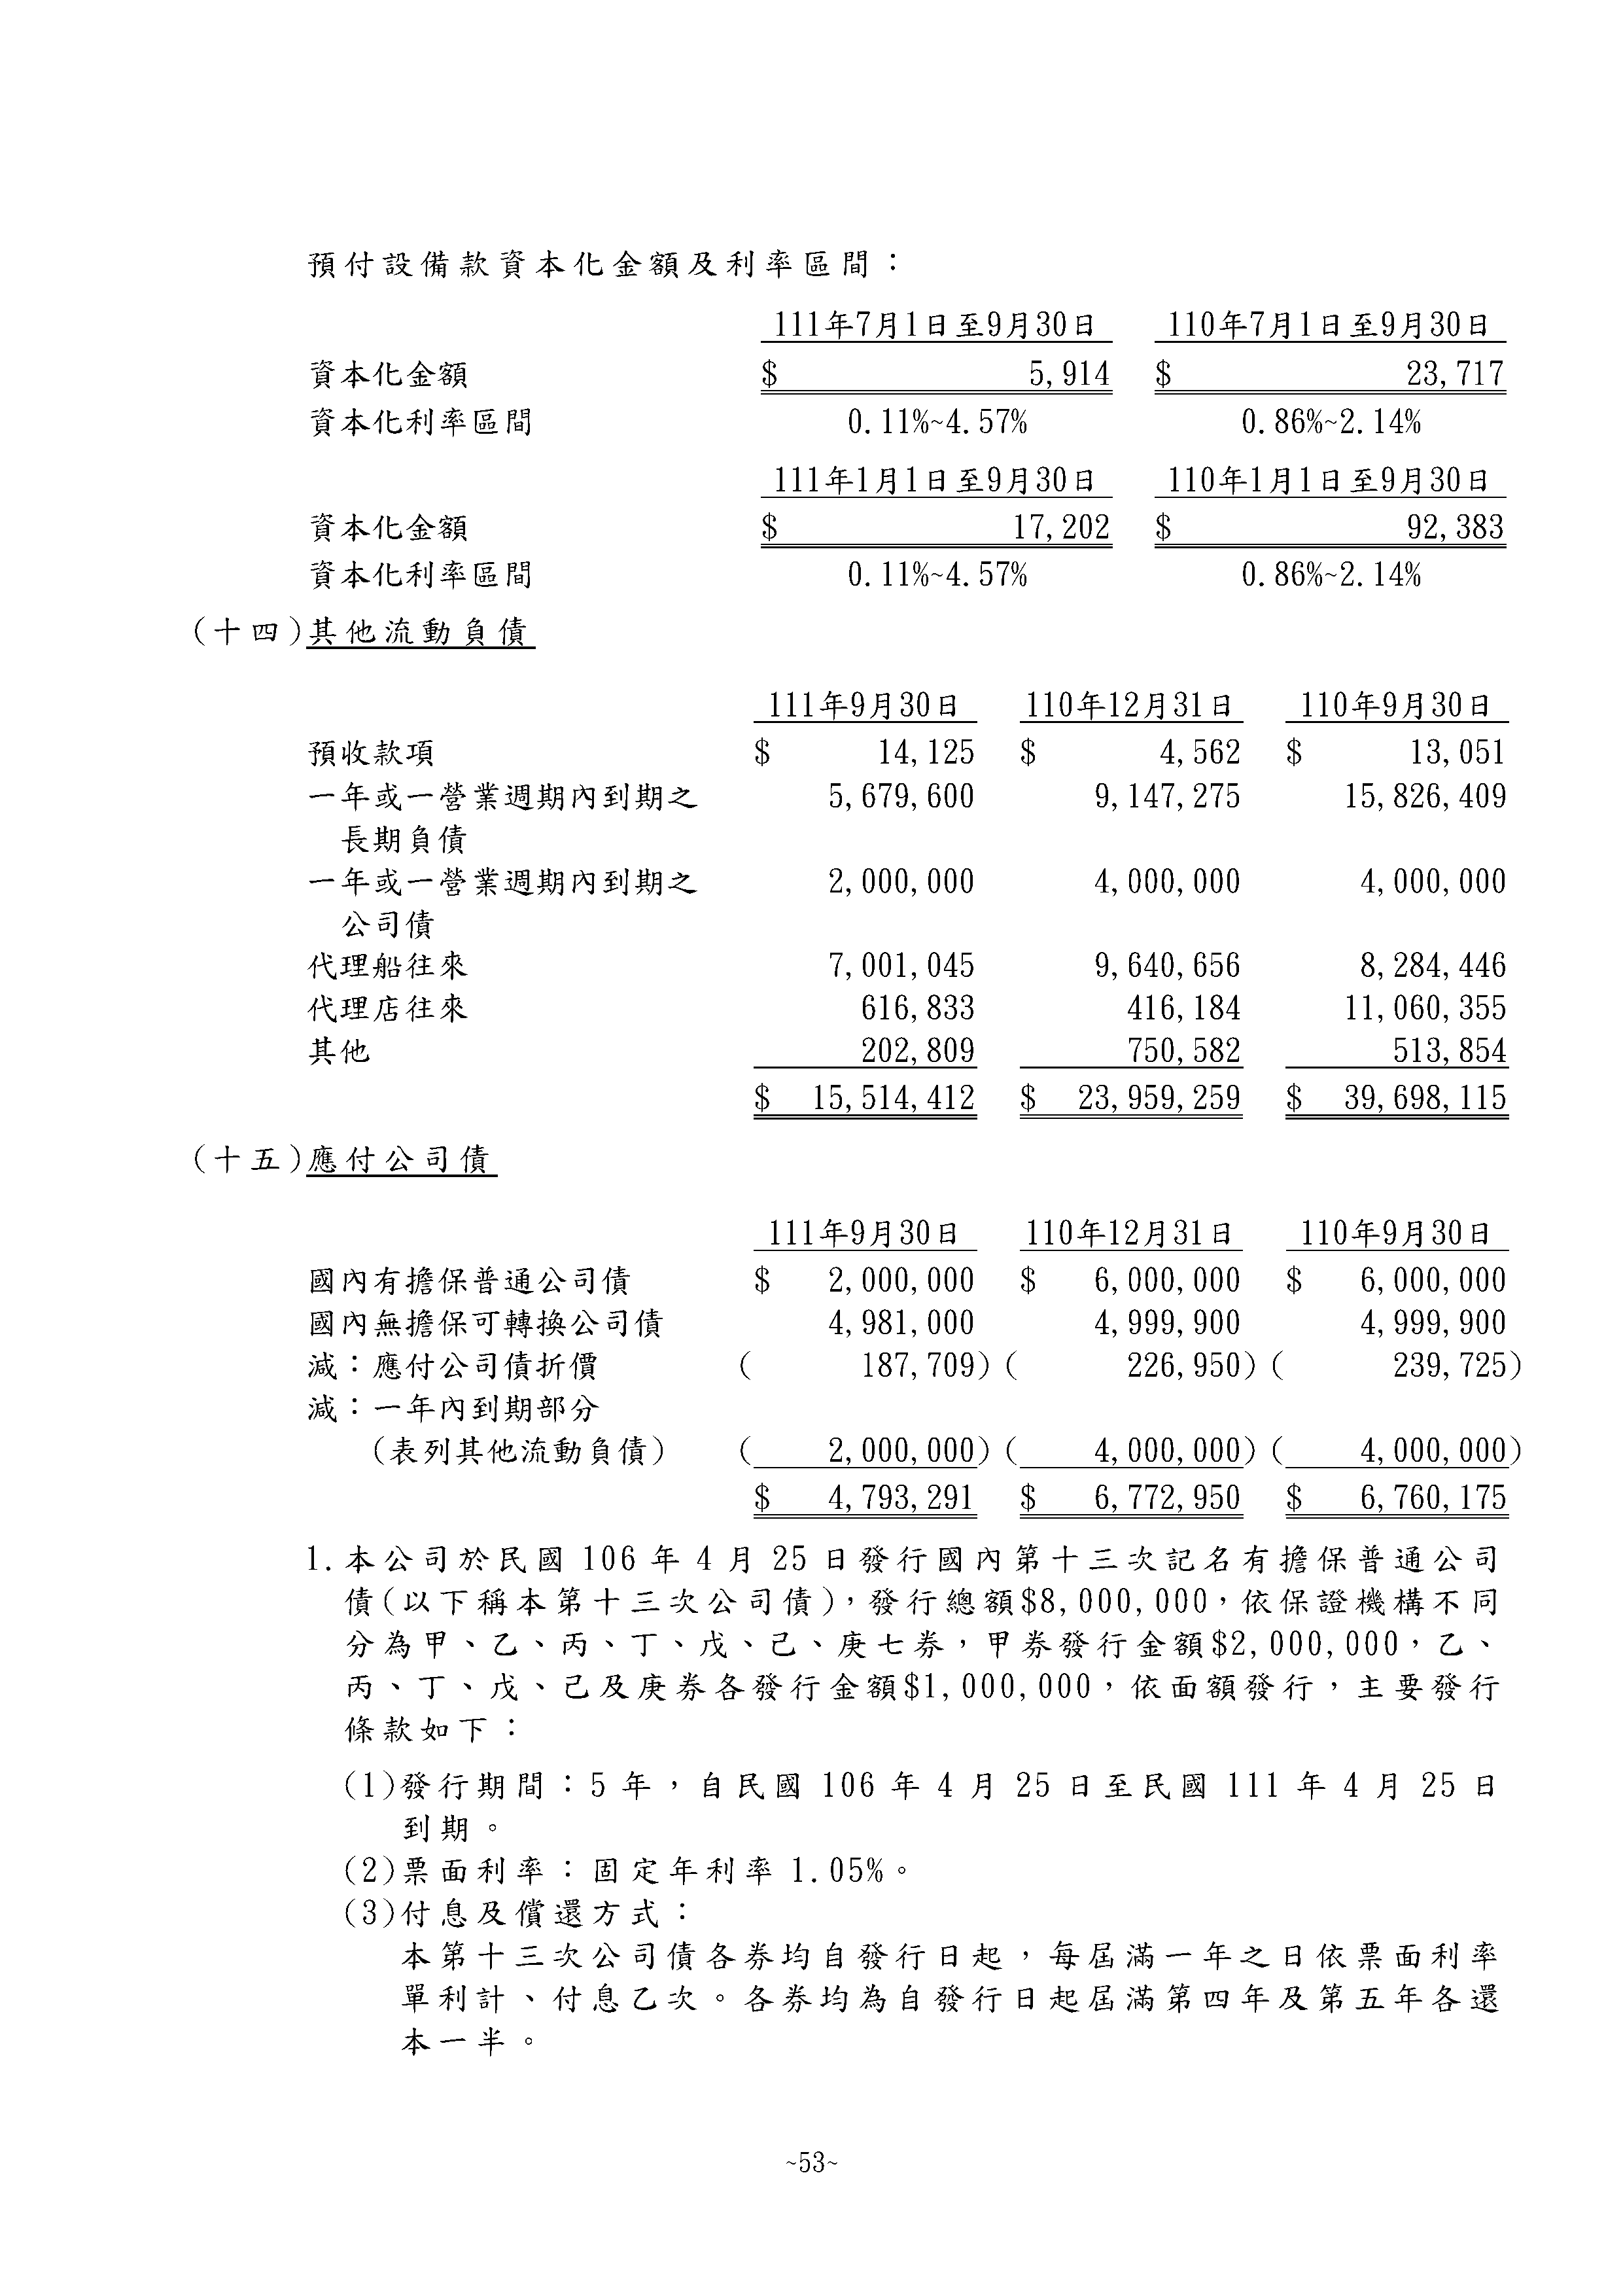 預付設備款資本化金額及利率區間：
111年7月1日至9月30日 110年7月1日至9月30日
資本化金額 $ 5,914 $ 23,717
資本化利率區間 0.11%~4.57% 0.86%~2.14%
111年1月1日至9月30日 110年1月1日至9月30日
資本化金額 $ 17,202 $ 92,383
資本化利率區間 0.11%~4.57% 0.86%~2.14%
(十四)其他流動負債
111年9月30日 110年12月31日 110年9月30日
預收款項 $ 14,125 $ 4,562 $ 13,051
一年或一營業週期內到期之 5,679,600 9,147,275 15,826,409
長期負債
一年或一營業週期內到期之 2,000,000 4,000,000 4,000,000
公司債
代理船往來 7,001,045 9,640,656 8,284,446
代理店往來 616,833 416,184 11,060,355
其他 202,809 750,582 513,854
$ 15,514,412 $ 23,959,259 $ 39,698,115
(十五)應付公司債
111年9月30日 110年12月31日 110年9月30日
國內有擔保普通公司債 $ 2,000,000 $ 6,000,000 $ 6,000,000
國內無擔保可轉換公司債 4,981,000 4,999,900 4,999,900
減：應付公司債折價 ( 187,709) ( 226,950) ( 239,725)
減：一年內到期部分
(表列其他流動負債) ( 2,000,000) ( 4,000,000) ( 4,000,000)
$ 4,793,291 $ 6,772,950 $ 6,760,175
1.本公司於民國 106 年 4 月 25 日發行國內第十三次記名有擔保普通公司
債(以下稱本第十三次公司債)，發行總額$8,000,000，依保證機構不同
分為甲、乙、丙、丁、戊、己、庚七券，甲券發行金額$2,000,000，乙、
丙、丁、戊、己及庚券各發行金額$1,000,000，依面額發行，主要發行
條款如下：
(1)發行期間：5 年，自民國 106 年 4 月 25 日至民國 111 年 4 月 25 日
到期。
(2)票面利率：固定年利率 1.05%。
(3)付息及償還方式：
本第十三次公司債各券均自發行日起，每屆滿一年之日依票面利率
單利計、付息乙次。各券均為自發行日起屆滿第四年及第五年各還
本一半。
~53~